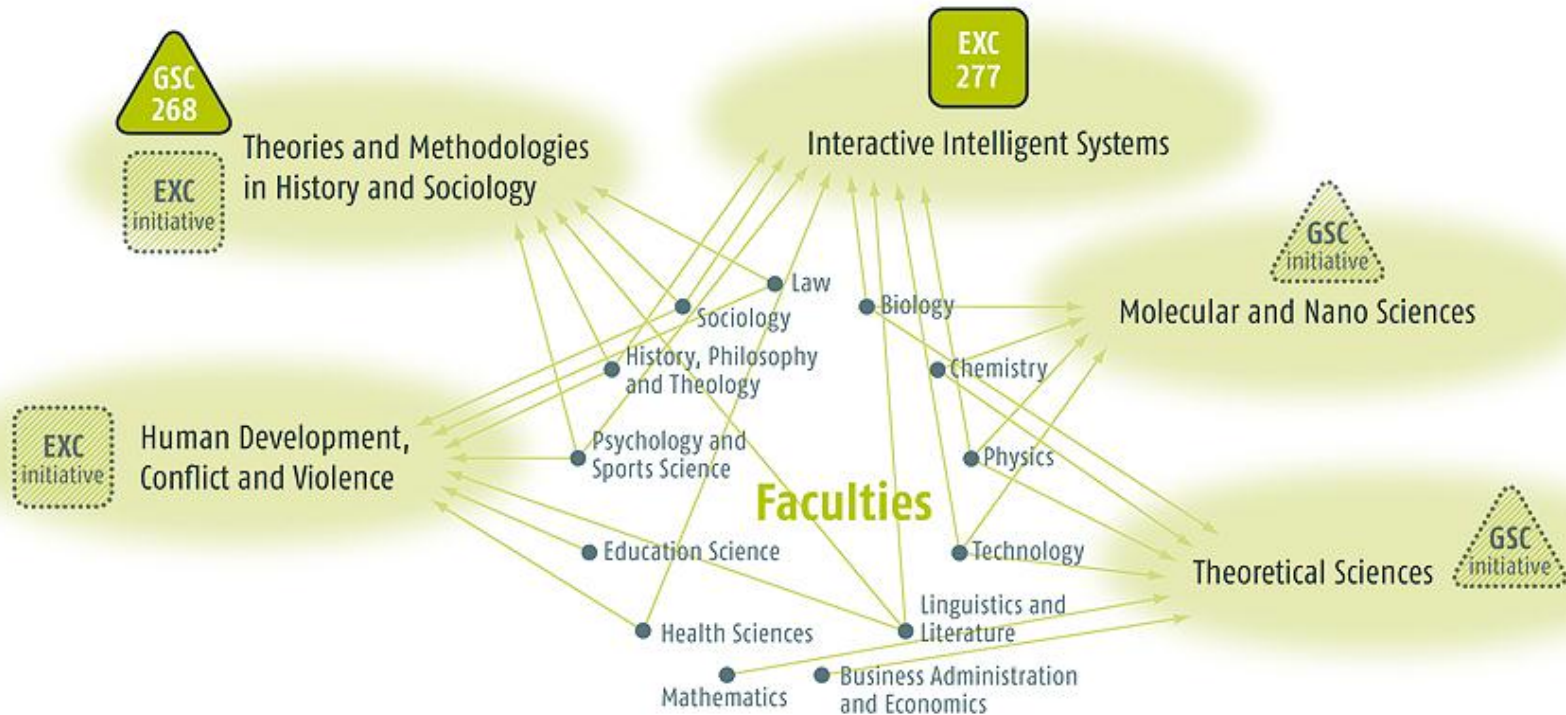 GSC
268
EXC
277
Theories and Methodologies
in History and Sociology
EXC
initiative
Interactive Intelligent Systems
GSC
initiative
Molecular and Nano Sciences
Law
Sociology
Biology
History, Philosophy
and Theology
Chemistry
EXC
initiative
Human Development,
Conflict and Violence
Psychology and
Sports Science
Physics
Faculties
Education Science
Technology
Theoretical Sciences
GSC
initiative
Health Sciences
Linguistics and
Literature
Mathematics
Business Administration
and Economics